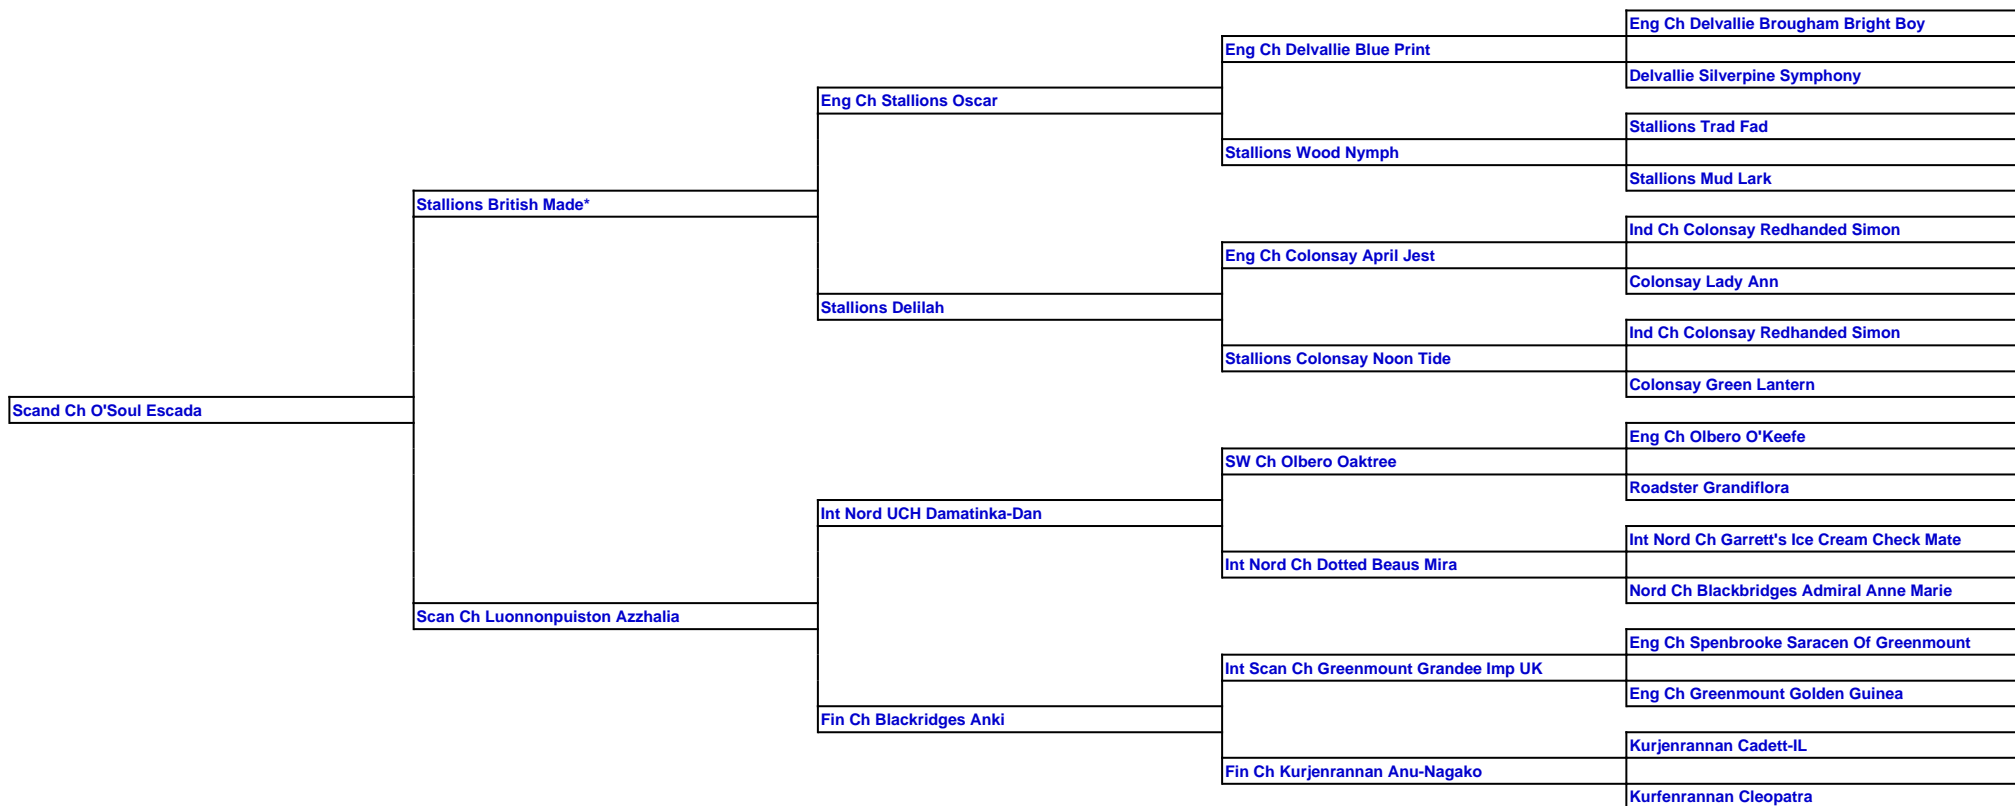 Eng Ch Delvallie Brougham Bright Boy
Eng Ch Delvallie Blue Print
Delvallie Silverpine Symphony
Eng Ch Stallions Oscar
Stallions Trad Fad
Stallions Wood Nymph
Stallions Mud Lark
Stallions British Made*
Ind Ch Colonsay Redhanded Simon
Eng Ch Colonsay April Jest
Colonsay Lady Ann
Stallions Delilah
Ind Ch Colonsay Redhanded Simon
Stallions Colonsay Noon Tide
Colonsay Green Lantern
Scand Ch O'Soul Escada
Eng Ch Olbero O'Keefe
SW Ch Olbero Oaktree
Roadster Grandiflora
Int Nord UCH Damatinka-Dan
Int Nord Ch Garrett's Ice Cream Check Mate
Int Nord Ch Dotted Beaus Mira
Nord Ch Blackbridges Admiral Anne Marie
Scan Ch Luonnonpuiston Azzhalia
Eng Ch Spenbrooke Saracen Of Greenmount
Int Scan Ch Greenmount Grandee Imp UK
Eng Ch Greenmount Golden Guinea
Fin Ch Blackridges Anki
Kurjenrannan Cadett-IL
Fin Ch Kurjenrannan Anu-Nagako
Kurfenrannan Cleopatra